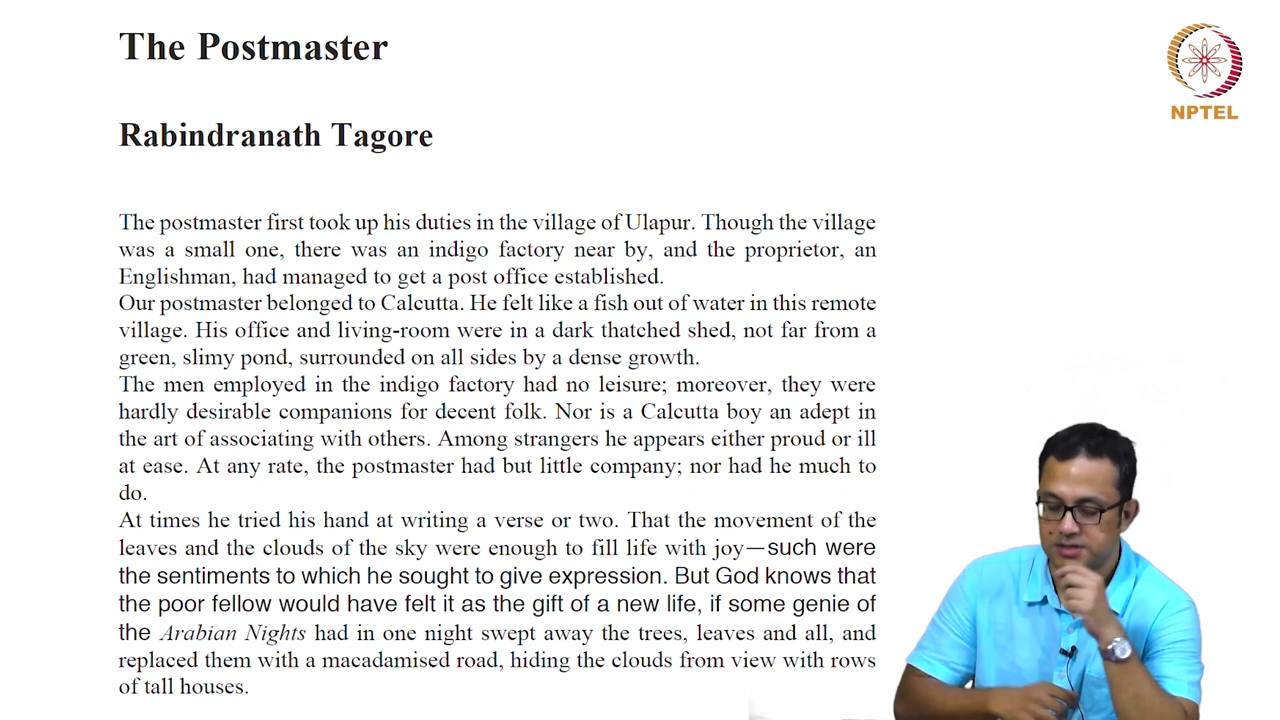 The Postmaster
NPTEL
Rabindranath Tagore
The postmaster first took up his duties in the village of Ulapur. Though the village
was a small one, there was an indigo factory near by, and the proprietor, an
Englishman, had managed to get a post office established.
Our postmaster belonged to Calcutta. He felt like a fish out of water in this remote
village. His office and living-room were in a dark thatched shed, not far from a
green, slimy pond, surrounded on all sides by a dense growth.
The men employed in the indigo factory had no leisure; moreover, they were
hardly desirable companions for decent folk. Nor is a Calcutta boy an adept in
the art of associating with others. Among strangers he appears either proud or ill
at ease. At any rate, the postmaster had but little company; nor had he much to
do.
At times he tried his hand at writing a verse or two. That the movement of the
leaves and the clouds of the sky were enough to fill life with joy—such were
the sentiments to which he sought to give expression. But God knows that
the poor fellow would have felt it as the gift of a new life, if some genie of
the Arabian Nights had in one night swept away the trees, leaves and all, and
replaced them with a macadamised road, hiding the clouds from view with rows
of tall houses.